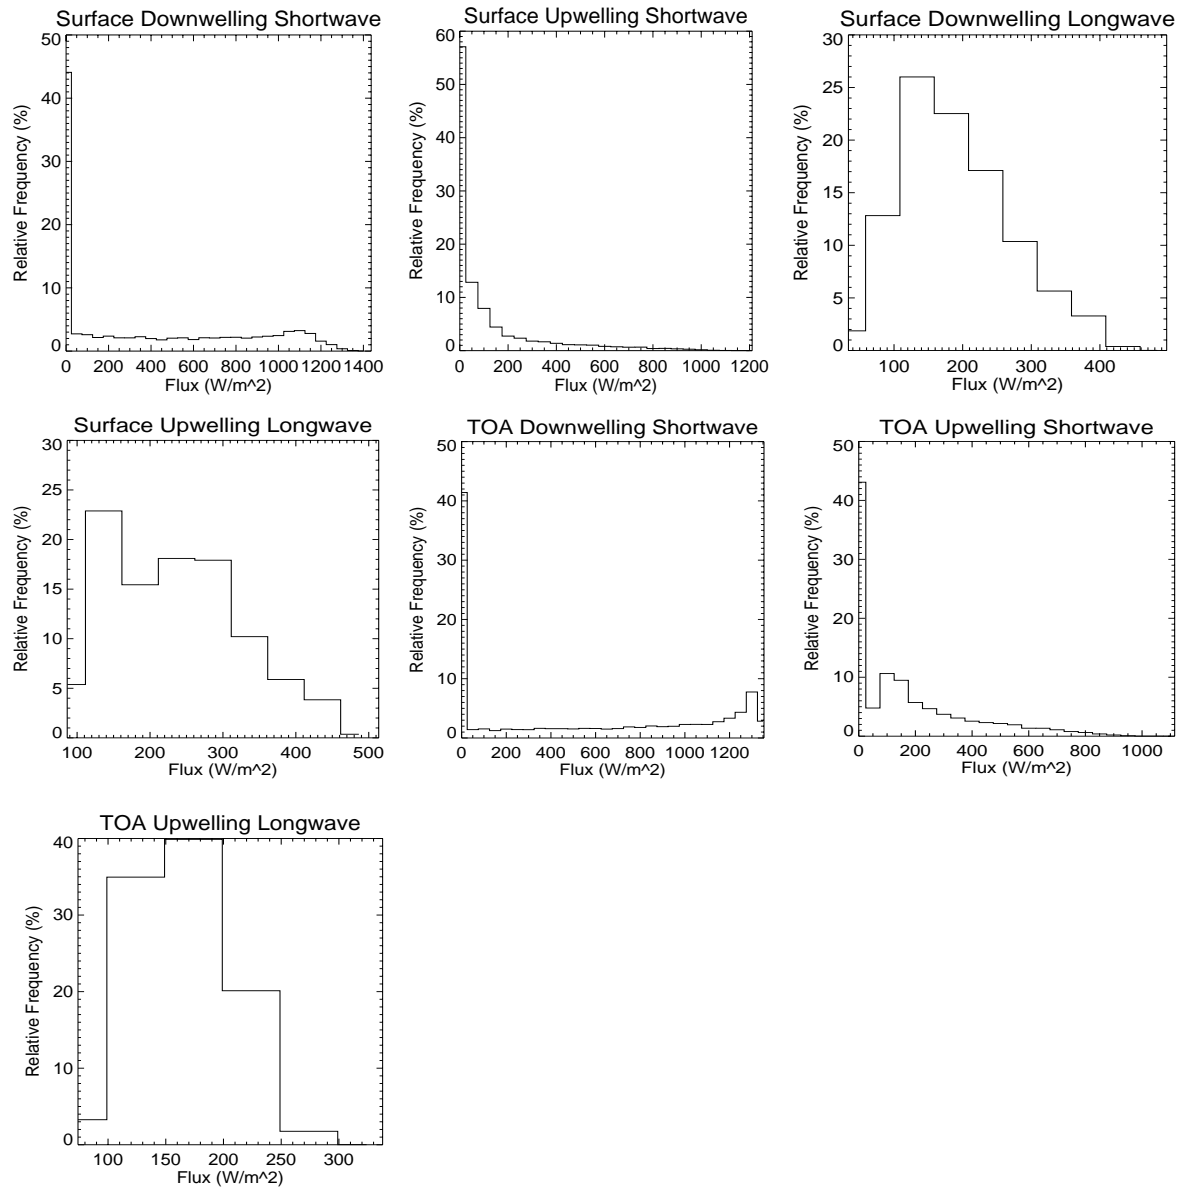 Surface Downwelling Shortwave
50
40
30
20
10
0
0 200 400 600 800 1000 1200 1400
Relative Frequency (%)
Flux (W/m^2)
Surface Upwelling Shortwave
60
50
40
30
20
10
0
0 200 400 600 800 1000 1200
Relative Frequency (%)
Flux (W/m^2)
Surface Downwelling Longwave
30
25
20
15
10
5
0
100 200 300 400
Relative Frequency (%)
Flux (W/m^2)
Surface Upwelling Longwave
30
25
20
15
10
5
0
100 200 300 400 500
Relative Frequency (%)
Flux (W/m^2)
TOA Downwelling Shortwave
50
40
30
20
10
0
0 200 400 600 800 1000 1200
Relative Frequency (%)
Flux (W/m^2)
TOA Upwelling Shortwave
50
40
30
20
10
0
0 200 400 600 800 1000
Relative Frequency (%)
Flux (W/m^2)
TOA Upwelling Longwave
40
30
20
10
0
100 150 200 250 300
Relative Frequency (%)
Flux (W/m^2)